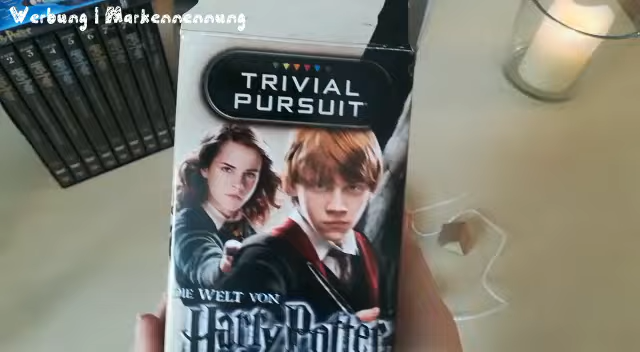 Werbung | Markennennung
TRIVIAL
PURSUIT
DIE WELT VON
Harry Potter